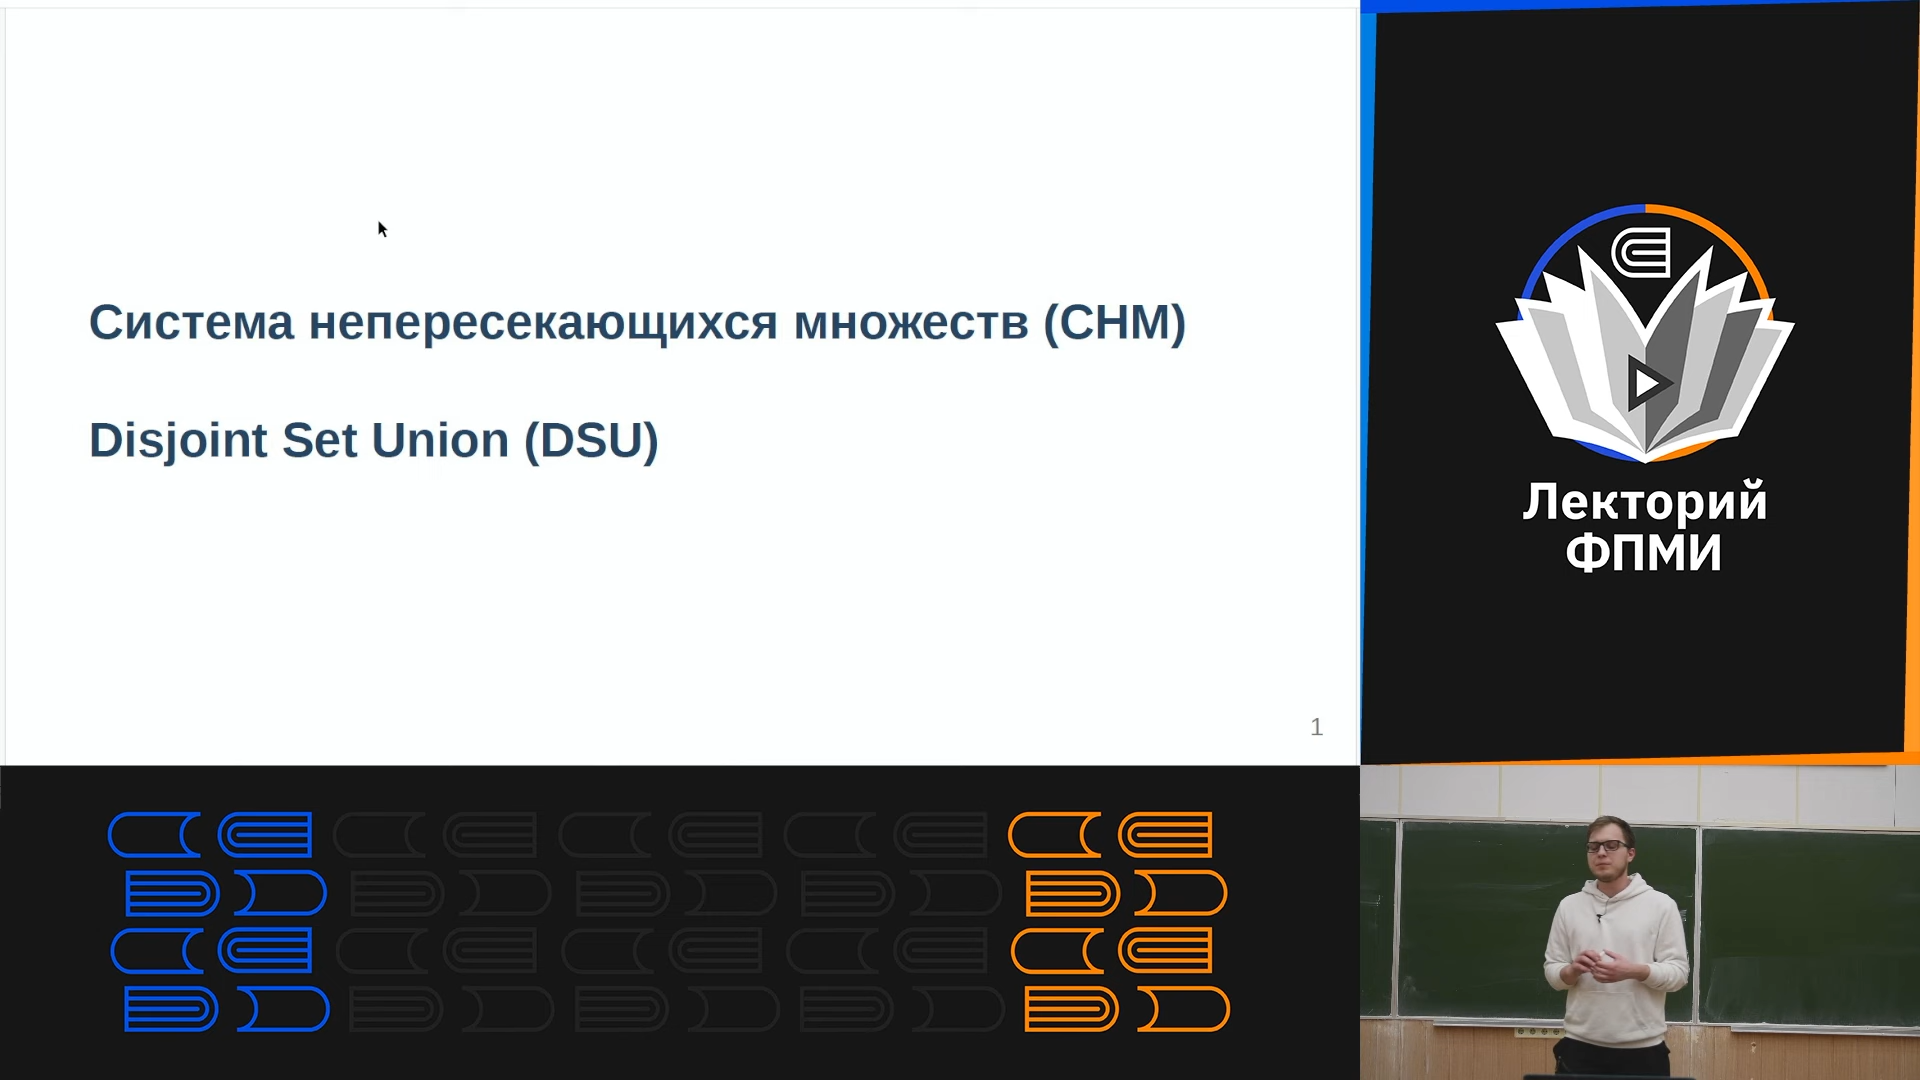 Система непересекающихся множеств (СНМ)
Disjoint Set Union (DSU)
1
Лекторий
ФПМИ